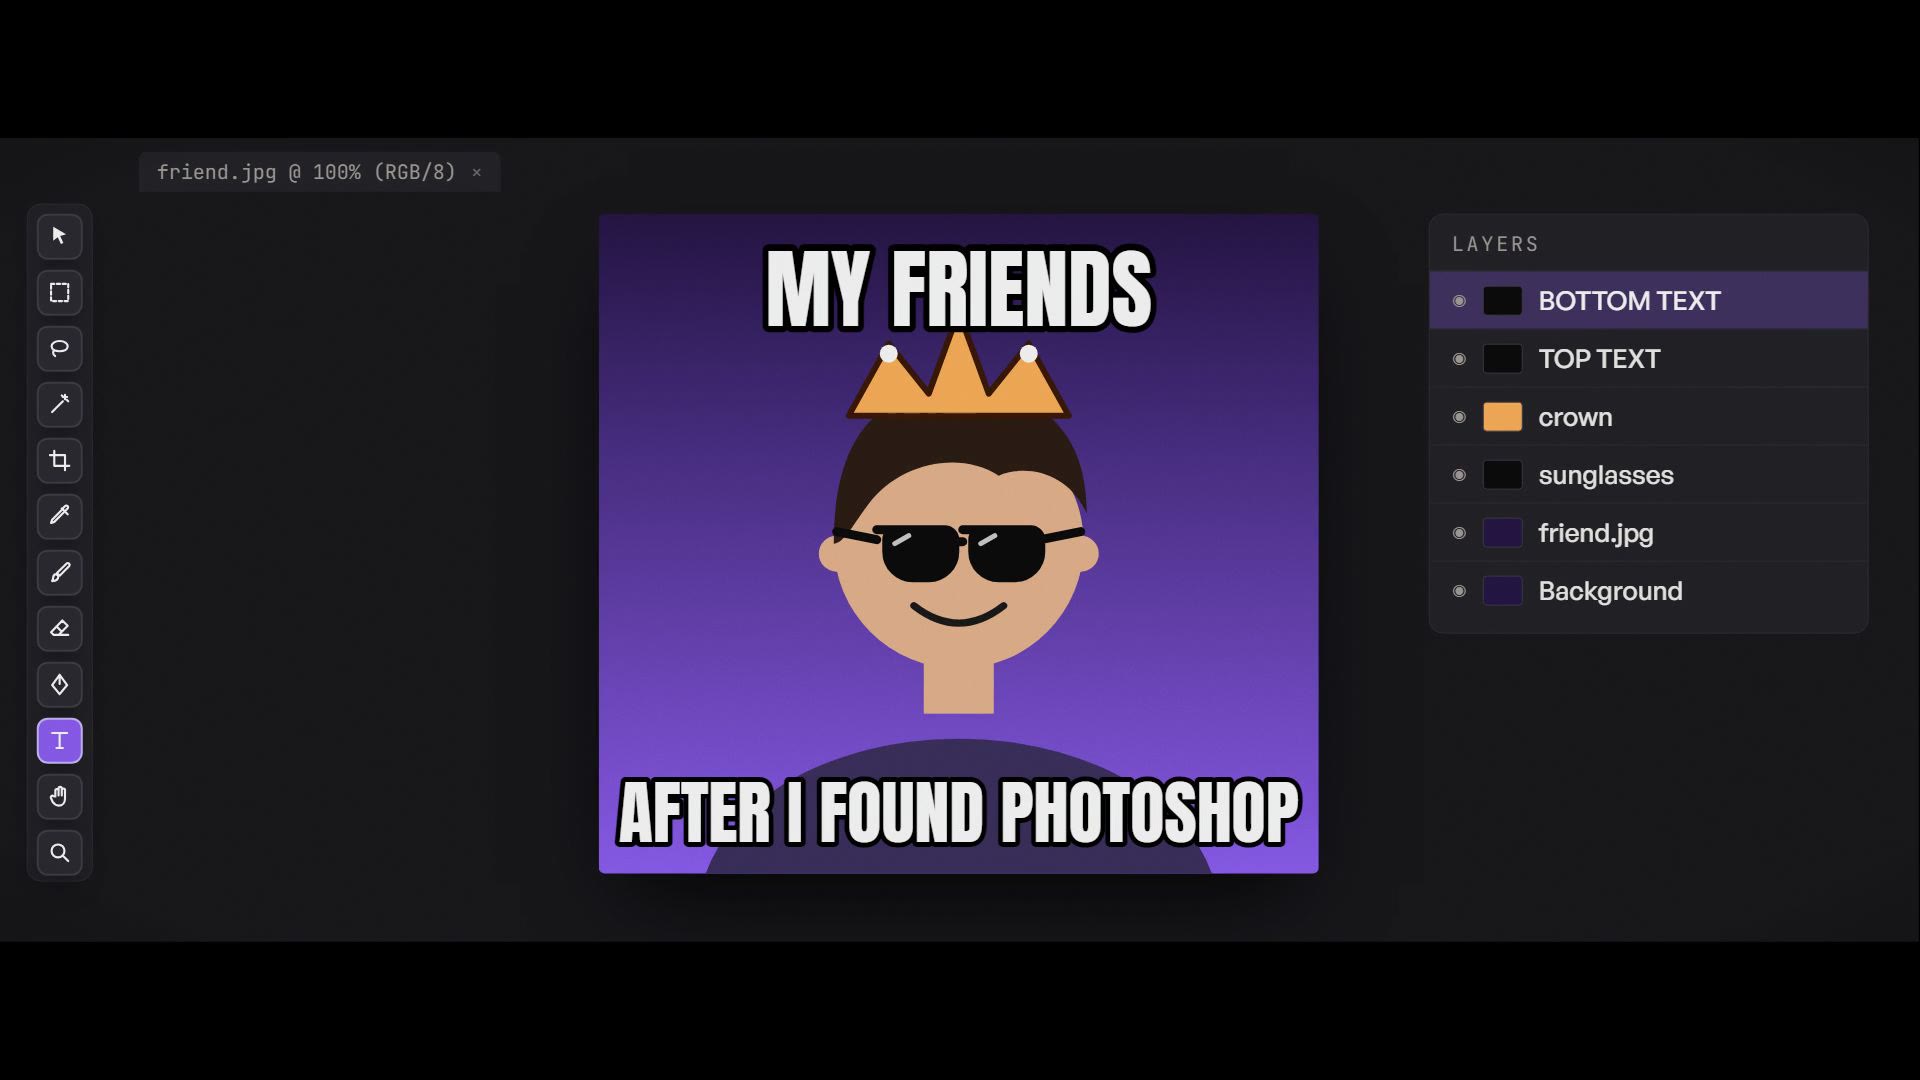 friend.jpg @ 100% (RGB/8) ×
MY FRIENDS
AFTER I FOUND PHOTOSHOP
LAYERS
BOTTOM TEXT
TOP TEXT
crown
sunglasses
friend.jpg
Background